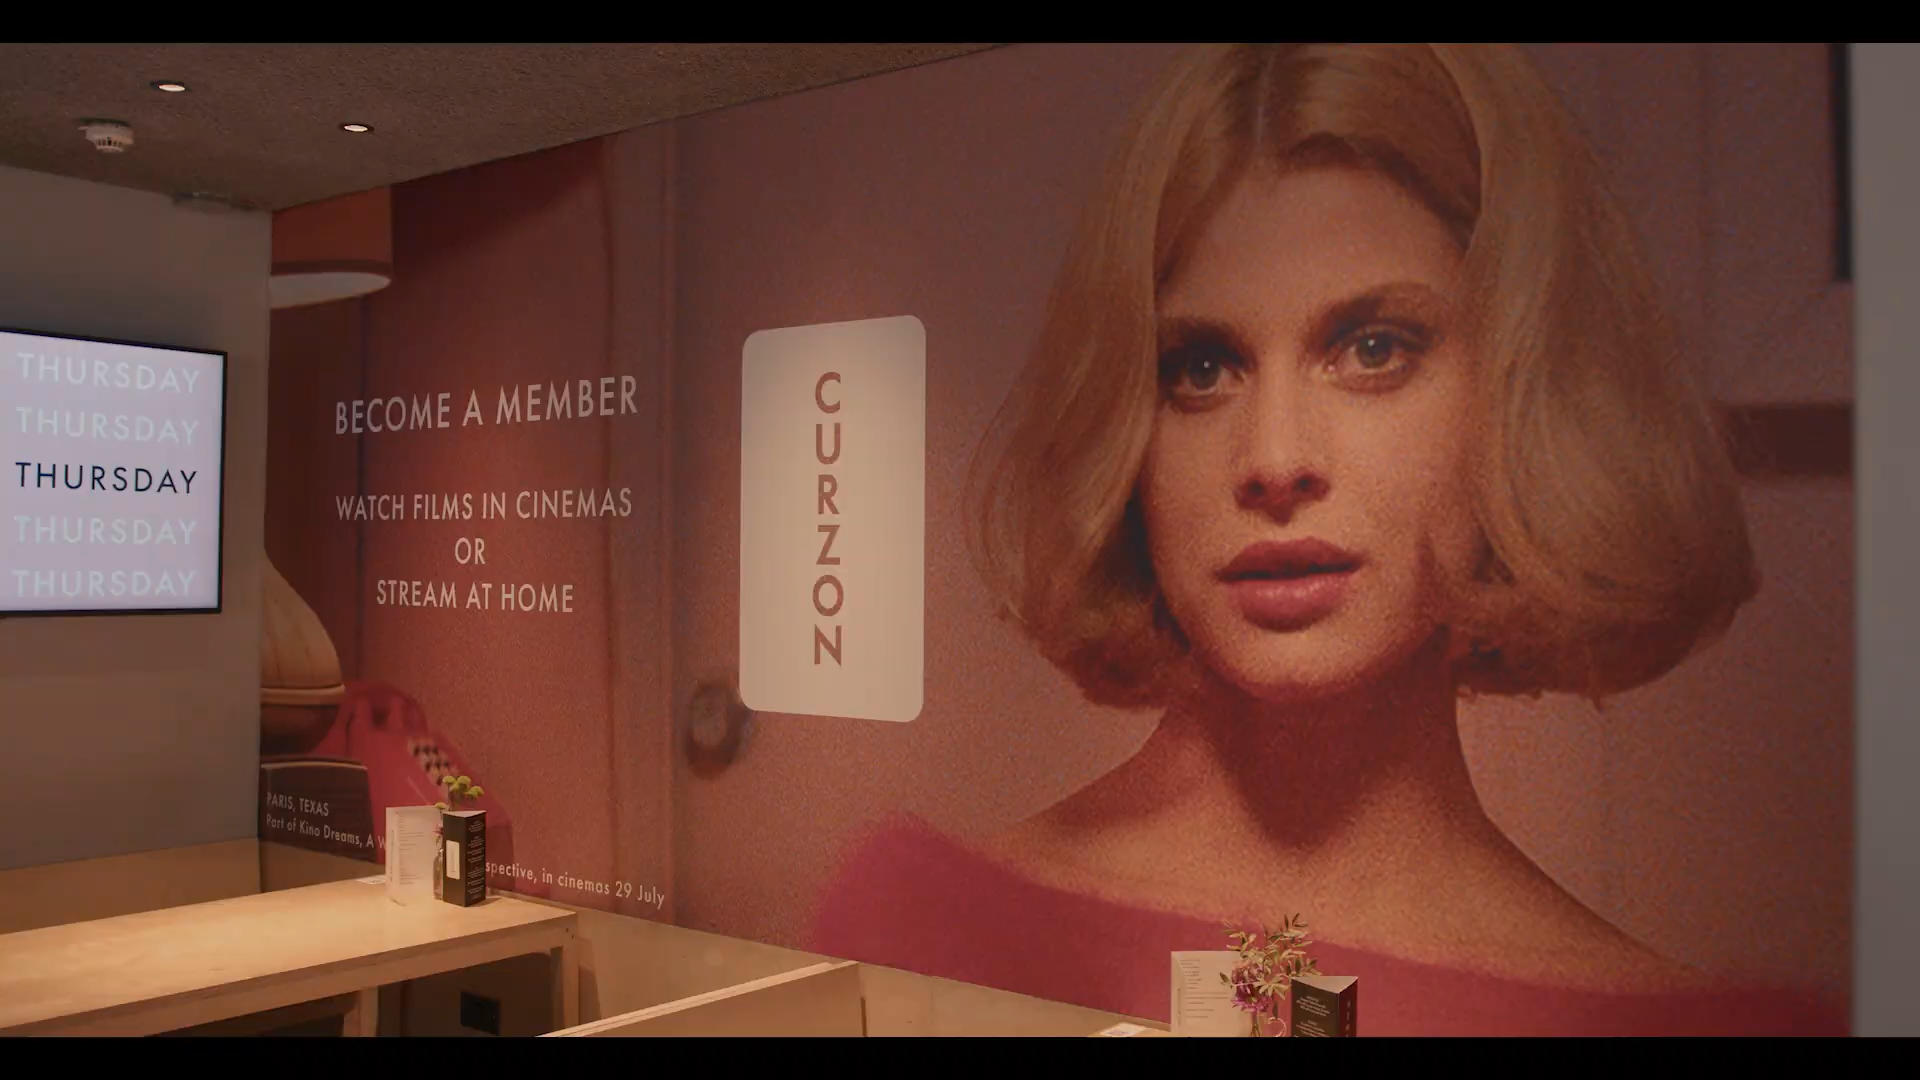 THURSDAY
THURSDAY
THURSDAY
THURSDAY
THURSDAY
BECOME A MEMBER
WATCH FILMS IN CINEMAS
OR
STREAM AT HOME
CURZON
PARIS, TEXAS
Part of Kino Dreams, A W
spective, in cinemas 29 July